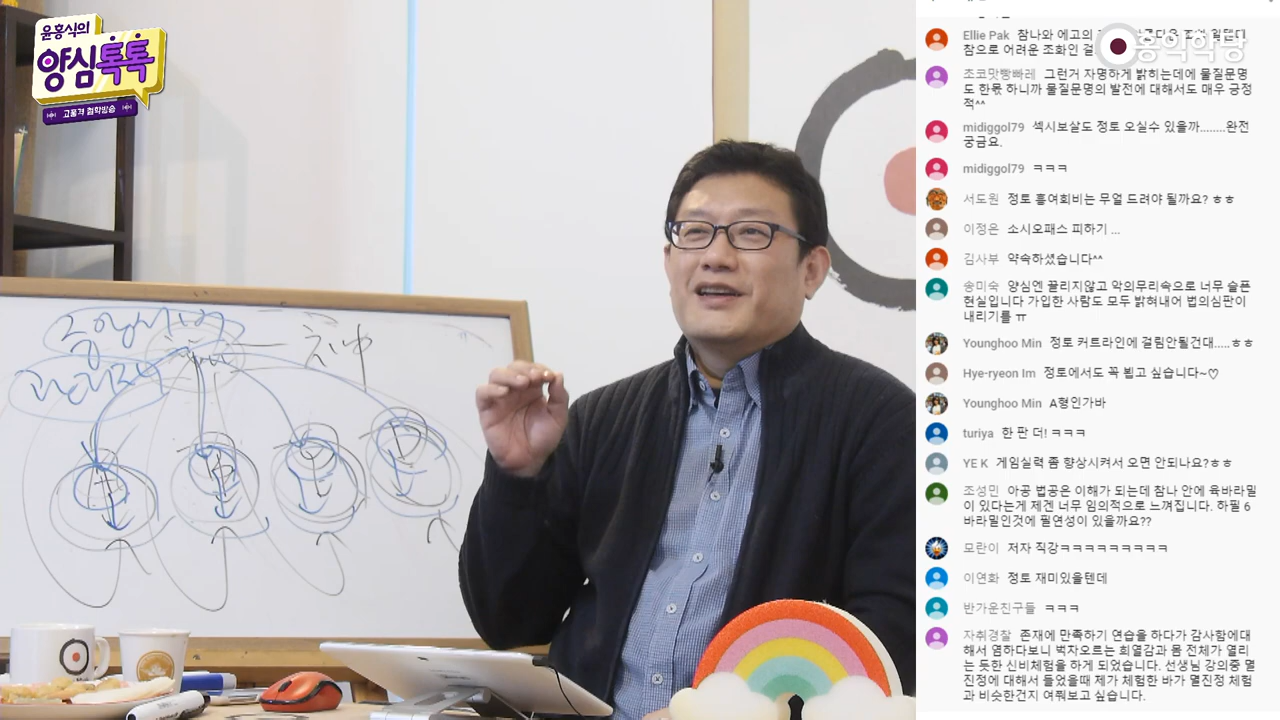 윤홍식의
양심톡톡
고품격 철학방송
홍익학당
Ellie Pak 참나와 에고의
참으로 어려운 조화인
초코맛빵빠레 그런거 자명하게 밝히는데에 물질문명
도 한몫 하니까 물질문명의 발전에 대해서도 매우 긍정
적^^
midiggol79 섹시보살도 정토 오실수 있을까........완전
궁금요.
midiggol79 ㅋㅋㅋ
서도원 정토 홍여회비는 무얼 드려야 될까요? ㅎㅎ
이정은 소시오패스 피하기 ...
김사부 약속하셨습니다^^
송미숙 양심엔 끌리지않고 악의무리속으로 너무 슬픈
현실입니다 가입한 사람도 모두 밝혀내어 법의심판이
내리기를 ㅠ
Younghoo Min 정토 커트라인에 걸림안될건대.....ㅎㅎ
Hye-ryeon Im 정토에서도 꼭 뵙고 싶습니다~♡
Younghoo Min A형인가바
turiya 한 판 더! ㅋㅋㅋ
YE K 게임실력 좀 향상시켜서 오면 안되나요?ㅎㅎ
조성민 아공 법공은 이해가 되는데 참나 안에 육바라밀
이 있다는게 제겐 너무 임의적으로 느껴집니다. 하필 6
바라밀인것에 필연성이 있을까요??
모란이 저자 직강ㅋㅋㅋㅋㅋㅋㅋㅋㅋ
이연화 정토 재미있을텐데
반가운친구들 ㅋㅋㅋ
자취경찰 존재에 만족하기 연습을 하다가 감사함에대
해서 염하다보니 벅차오르는 희열감과 몸 전체가 열리
는 듯한 신비체험을 하게 되었습니다. 선생님 강의중 멸
진정에 대해서 들었을때 제가 체험한 바가 멸진정 체험
과 비슷한건지 여쭤보고 싶습니다.